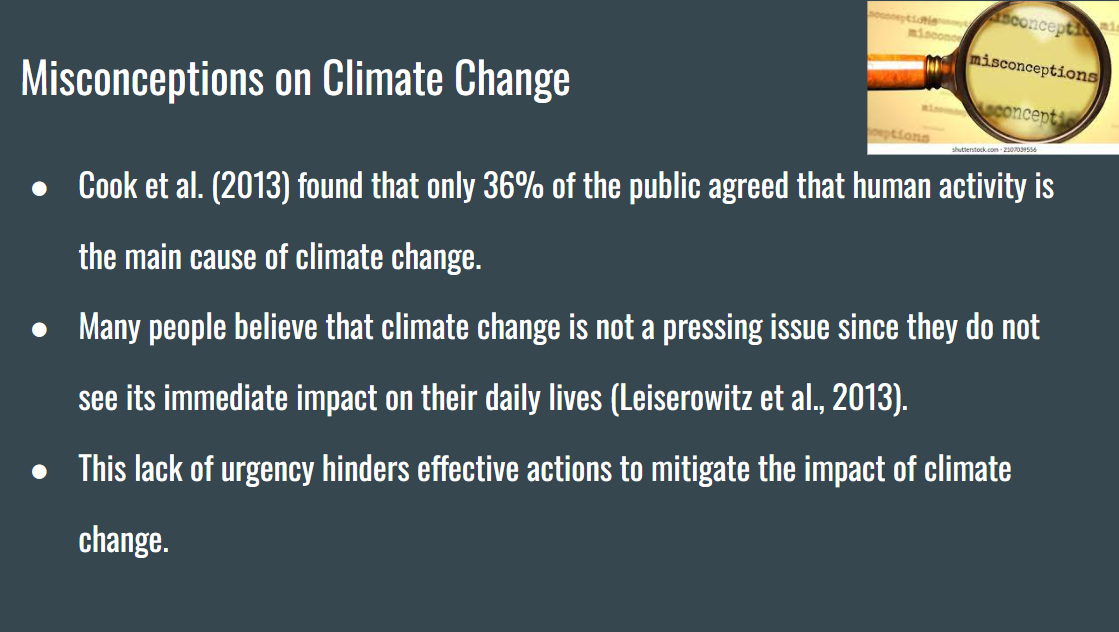 Misconceptions on Climate Change
misconceptions
shutterstock.com · 2107039556
● Cook et al. (2013) found that only 36% of the public agreed that human activity is
the main cause of climate change.
● Many people believe that climate change is not a pressing issue since they do not
see its immediate impact on their daily lives (Leiserowitz et al., 2013).
● This lack of urgency hinders effective actions to mitigate the impact of climate
change.